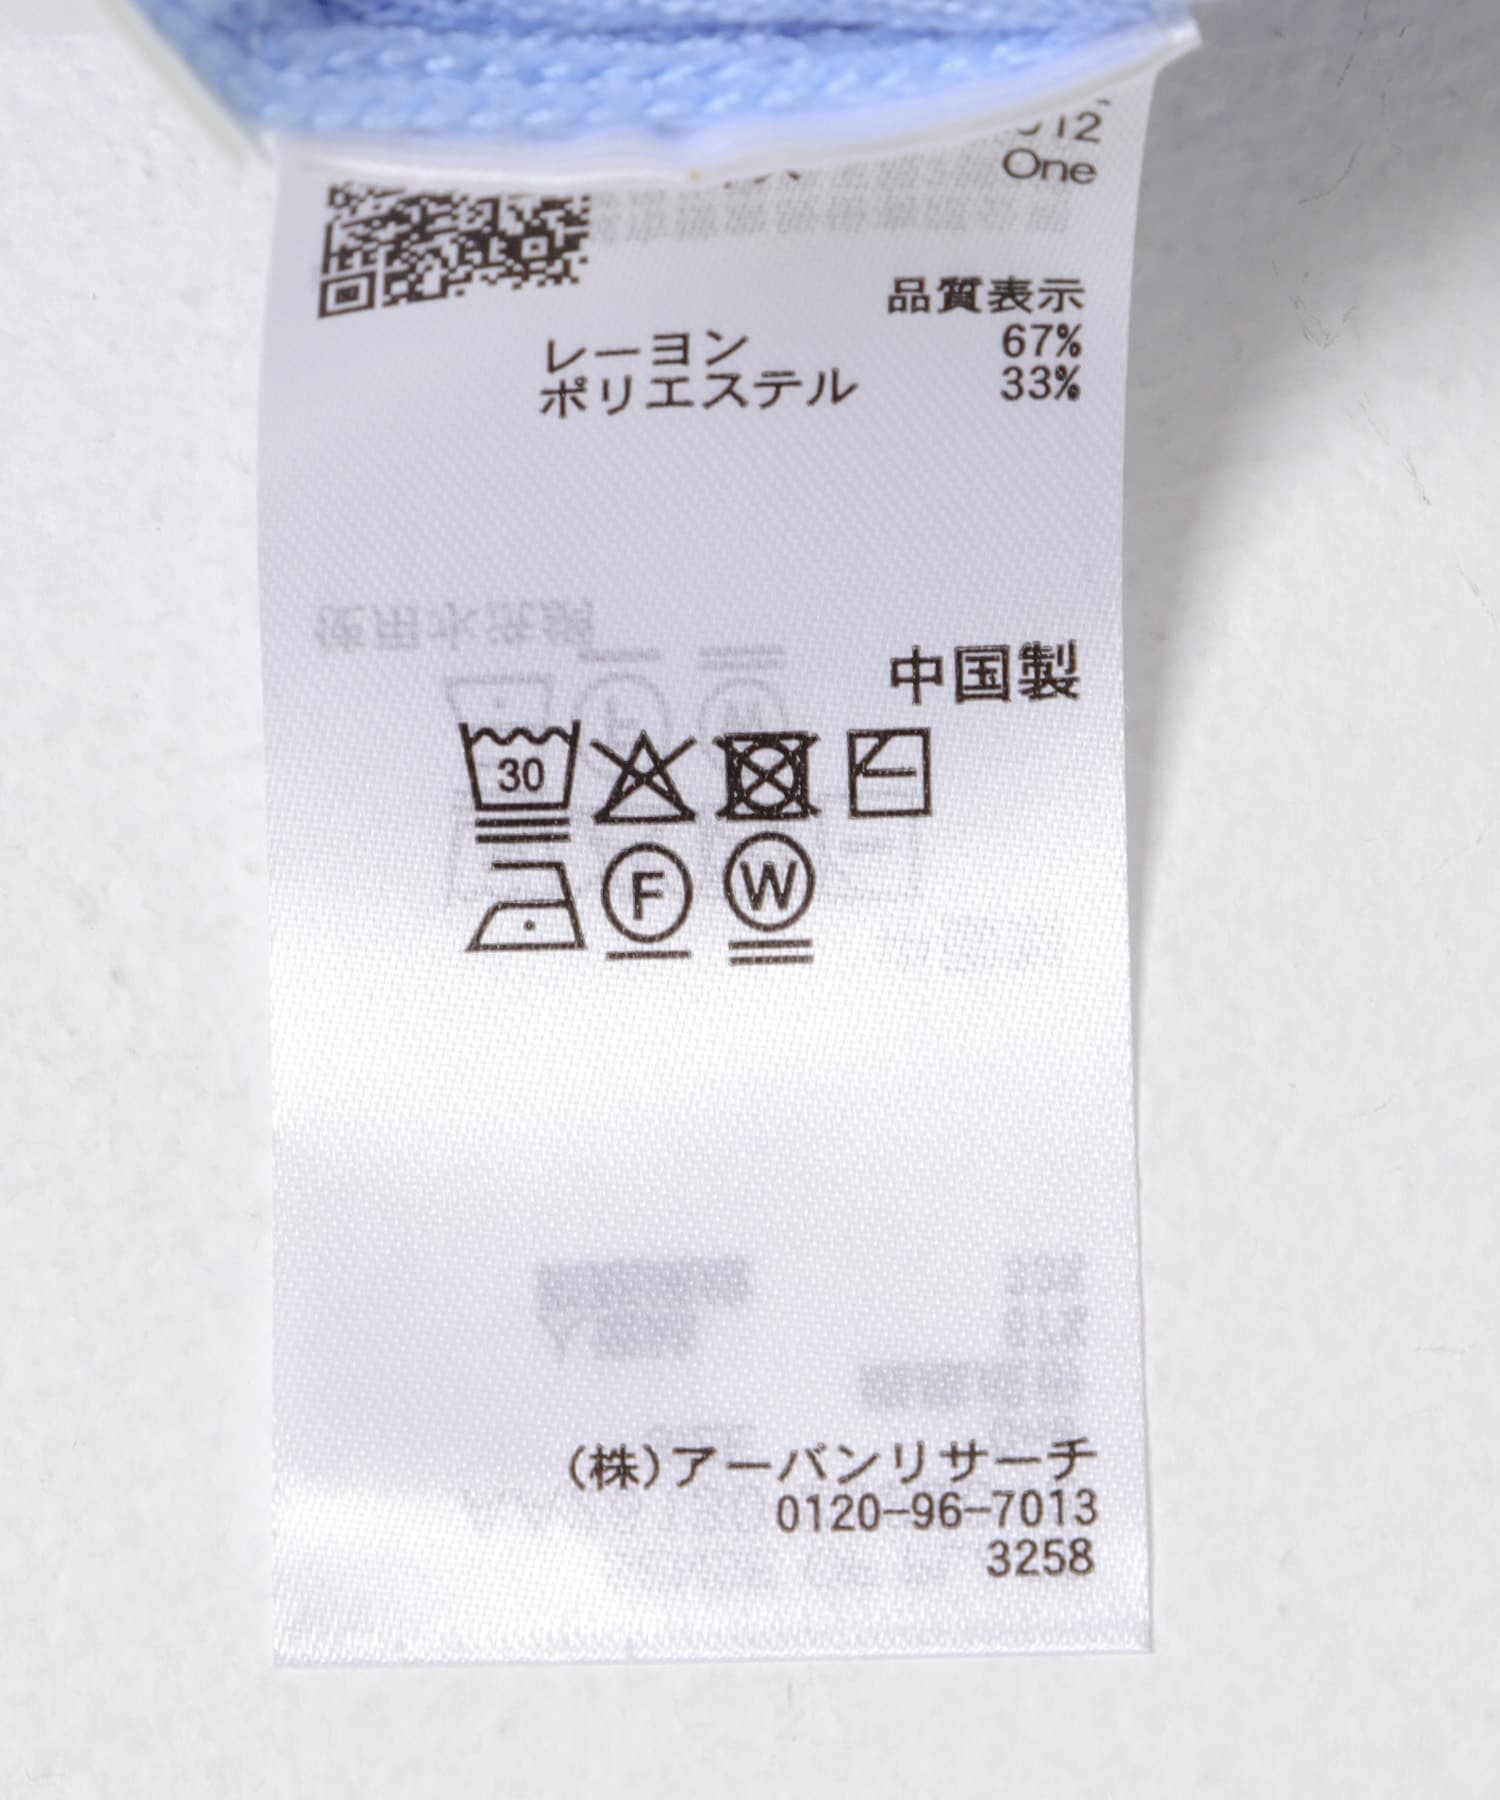 12
One
品質表示
レーヨン 67%
ポリエステル 33%
中国製
30
F W
(株)アーバンリサーチ
0120-96-7013
3258